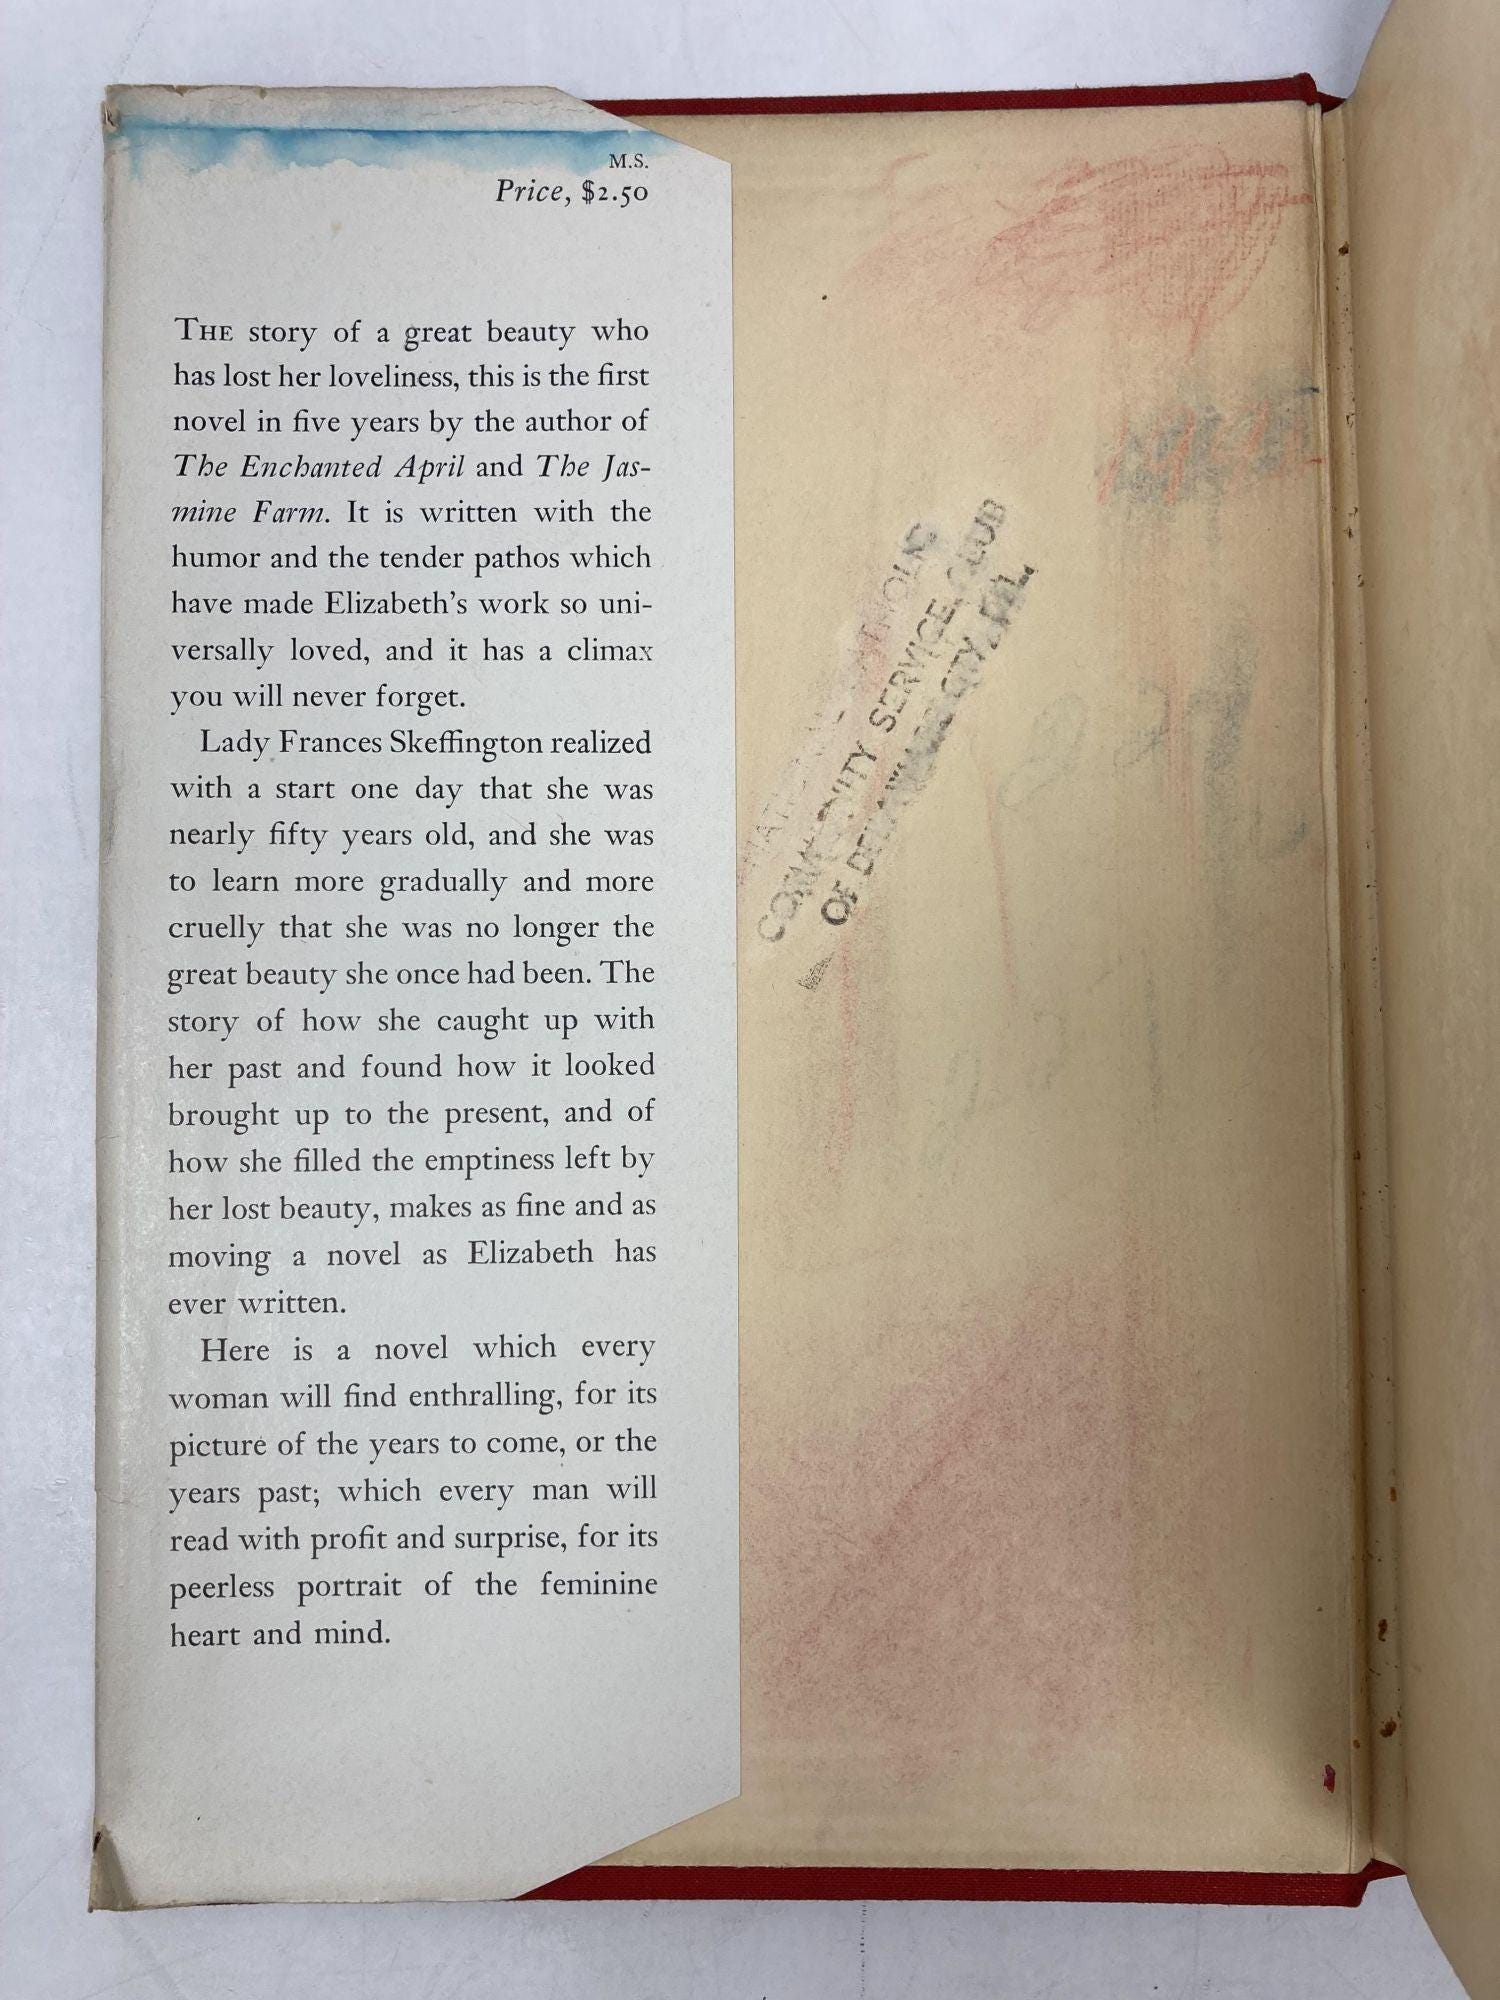 M.S.
Price, $2.50
THE story of a great beauty who
has lost her loveliness, this is the first
novel in five years by the author of
The Enchanted April and The Jas-
mine Farm. It is written with the
humor and the tender pathos which
have made Elizabeth's work so uni-
versally loved, and it has a climax
you will never forget.
Lady Frances Skeffington realized
with a start one day that she was
nearly fifty years old, and she was
to learn more gradually and more
cruelly that she was no longer the
great beauty she once had been. The
story of how she caught up with
her past and found how it looked
brought up to the present, and of
how she filled the emptiness left by
her lost beauty, makes as fine and as
moving a novel as Elizabeth has
ever written.
Here is a novel which every
woman will find enthralling, for its
picture of the years to come, or the
years past; which every man will
read with profit and surprise, for its
peerless portrait of the feminine
heart and mind.
COMMUNITY SERVICE CLUB
OF DELAWARE CITY, DEL.